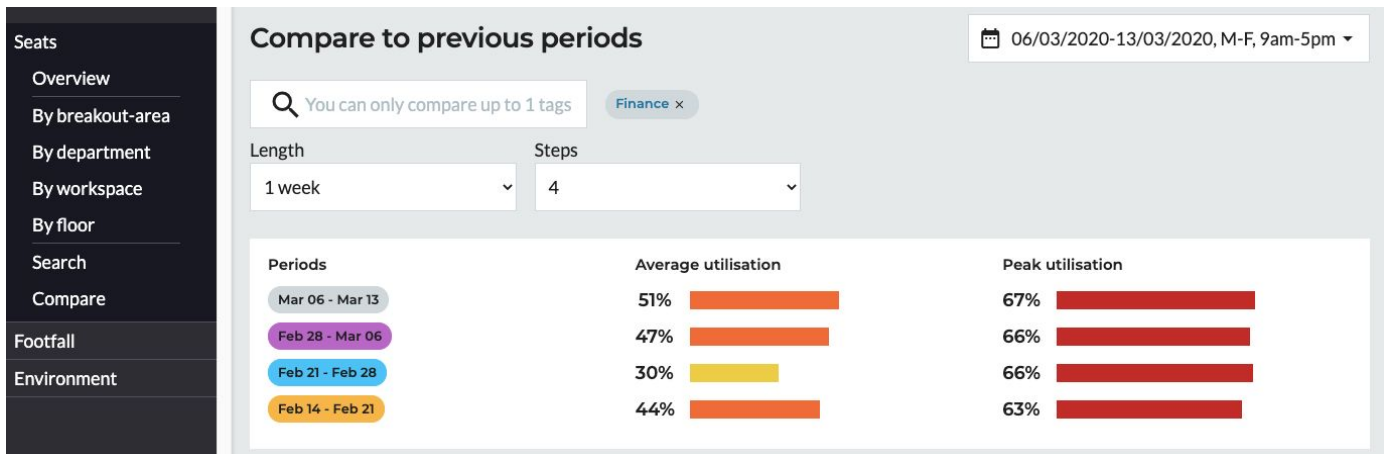 Seats
Overview
By breakout-area
By department
By workspace
By floor
Search
Compare
Footfall
Environment
Compare to previous periods
06/03/2020-13/03/2020, M-F, 9am-5pm
You can only compare up to 1 tags
Finance ×
Length Steps
1 week 4
Periods Average utilisation Peak utilisation
Mar 06 - Mar 13 51% 67%
Feb 28 - Mar 06 47% 66%
Feb 21 - Feb 28 30% 66%
Feb 14 - Feb 21 44% 63%